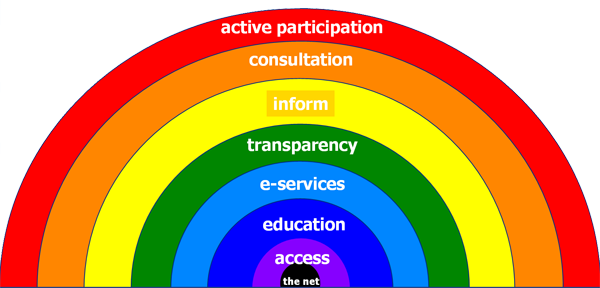 active participation
consultation
inform
transparency
e-services
education
access
the net